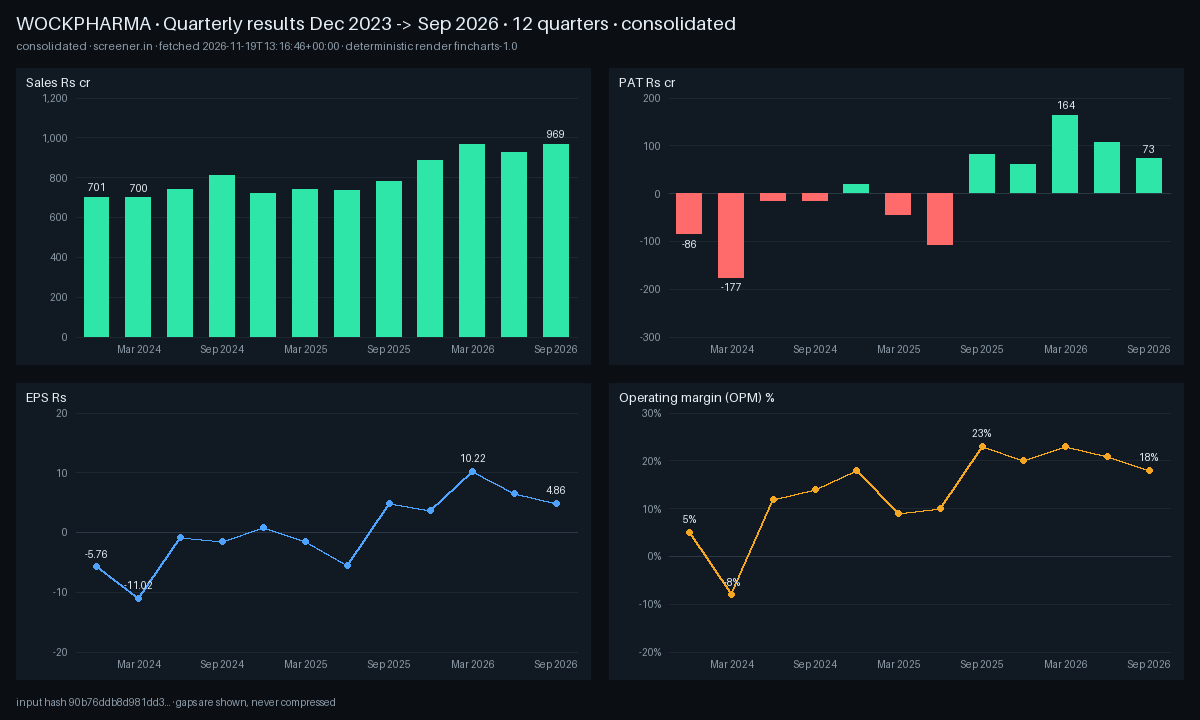 WOCKPHARMA · Quarterly results Dec 2023 -> Sep 2026 · 12 quarters · consolidated
consolidated · screener.in · fetched 2026-11-19T13:16:46+00:00 · deterministic render fincharts-1.0
Sales Rs cr
1,200
1,000
800
600
400
200
0
701
700
969
Mar 2024
Sep 2024
Mar 2025
Sep 2025
Mar 2026
Sep 2026
PAT Rs cr
200
100
0
-100
-200
-300
-86
-177
164
73
Mar 2024
Sep 2024
Mar 2025
Sep 2025
Mar 2026
Sep 2026
EPS Rs
20
10
0
-10
-20
-5.76
-11.02
10.22
4.86
Mar 2024
Sep 2024
Mar 2025
Sep 2025
Mar 2026
Sep 2026
Operating margin (OPM) %
30%
20%
10%
0%
-10%
-20%
5%
-8%
23%
18%
Mar 2024
Sep 2024
Mar 2025
Sep 2025
Mar 2026
Sep 2026
input hash 90b76ddb8d981dd3… · gaps are shown, never compressed